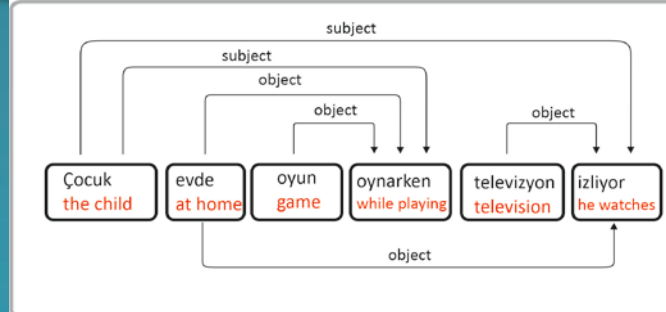 subject
subject
object
object
object
Çocuk evde oyun oynarken televizyon izliyor
the child at home game while playing television he watches
object